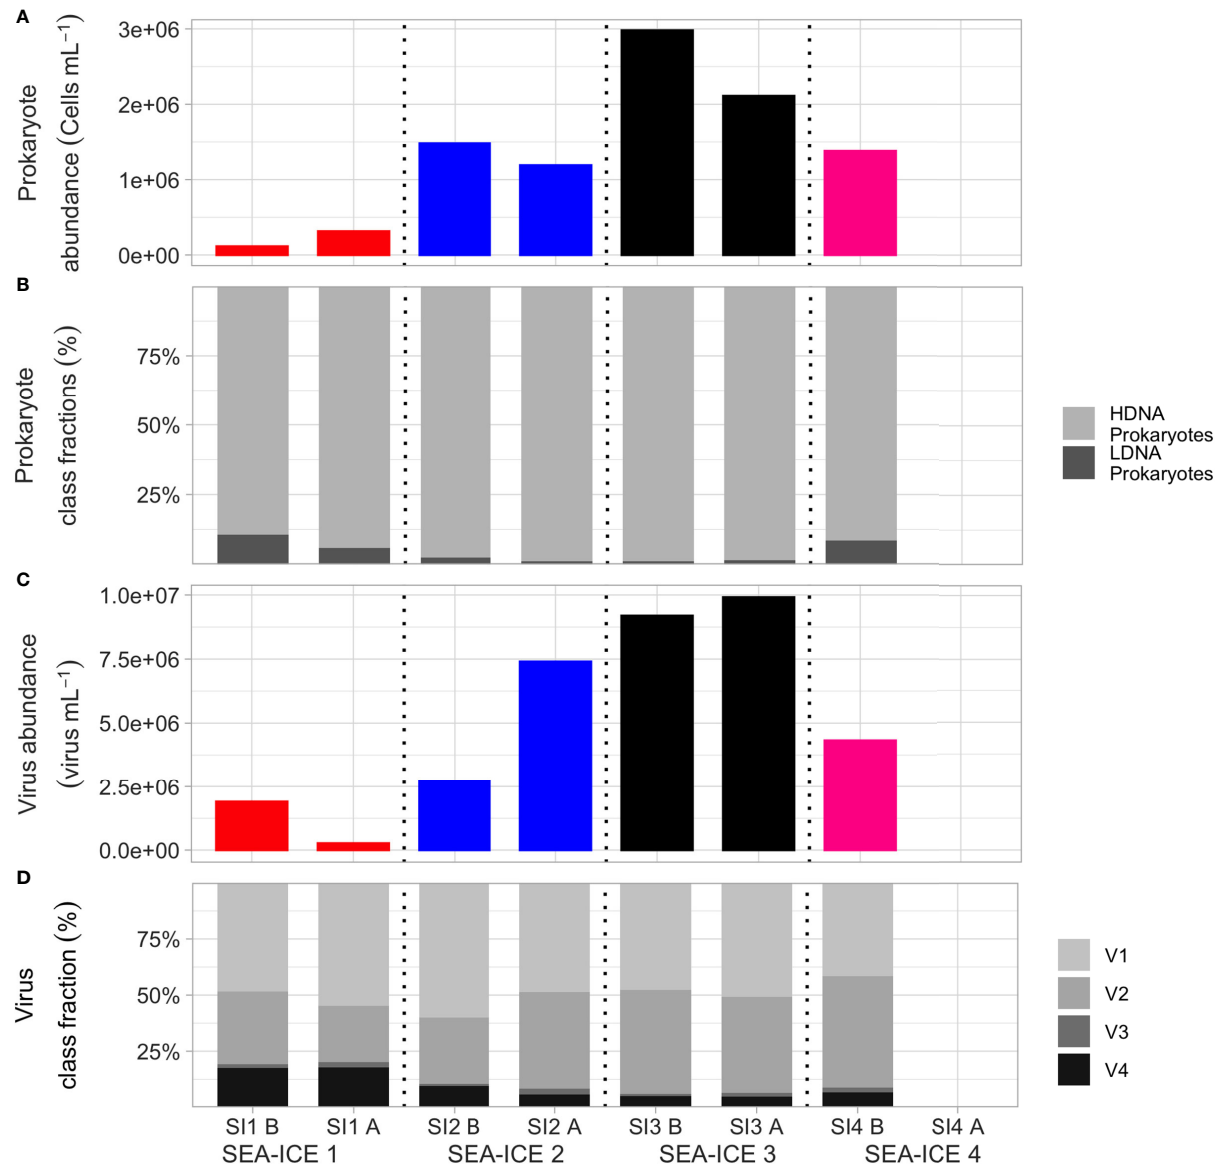 A
Prokaryote
abundance (Cells mL⁻¹)
3e+06
2e+06
1e+06
0e+00
B
Prokaryote
class fractions (%)
75%
50%
25%
HDNA
Prokaryotes
LDNA
Prokaryotes
C
Virus abundance
(virus mL⁻¹)
1.0e+07
7.5e+06
5.0e+06
2.5e+06
0.0e+00
D
Virus
class fraction (%)
75%
50%
25%
V1
V2
V3
V4
SI1 B SI1 A SI2 B SI2 A SI3 B SI3 A SI4 B SI4 A
SEA-ICE 1 SEA-ICE 2 SEA-ICE 3 SEA-ICE 4